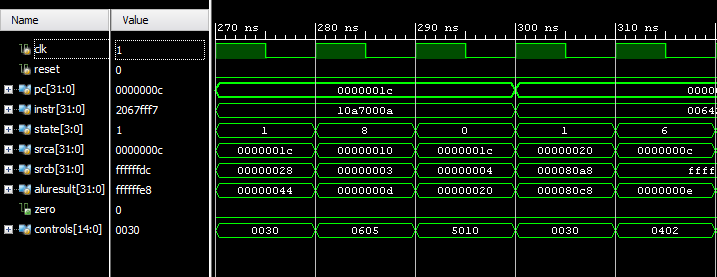 Name Value 270 ns 280 ns 290 ns 300 ns 310 ns
clk 1
reset 0
pc[31:0] 0000000c 0000001c 0000
instr[31:0] 2067fff7 10a7000a 0064
state[3:0] 1 1 8 0 1 6
srca[31:0] 0000000c 0000001c 00000010 0000001c 00000020 0000000c
srcb[31:0] ffffffdc 00000028 00000003 00000004 000080a8 ffff
aluresult[31:0] ffffffe8 00000044 0000000d 00000020 000080c8 0000000e
zero 0
controls[14:0] 0030 0030 0605 5010 0030 0402